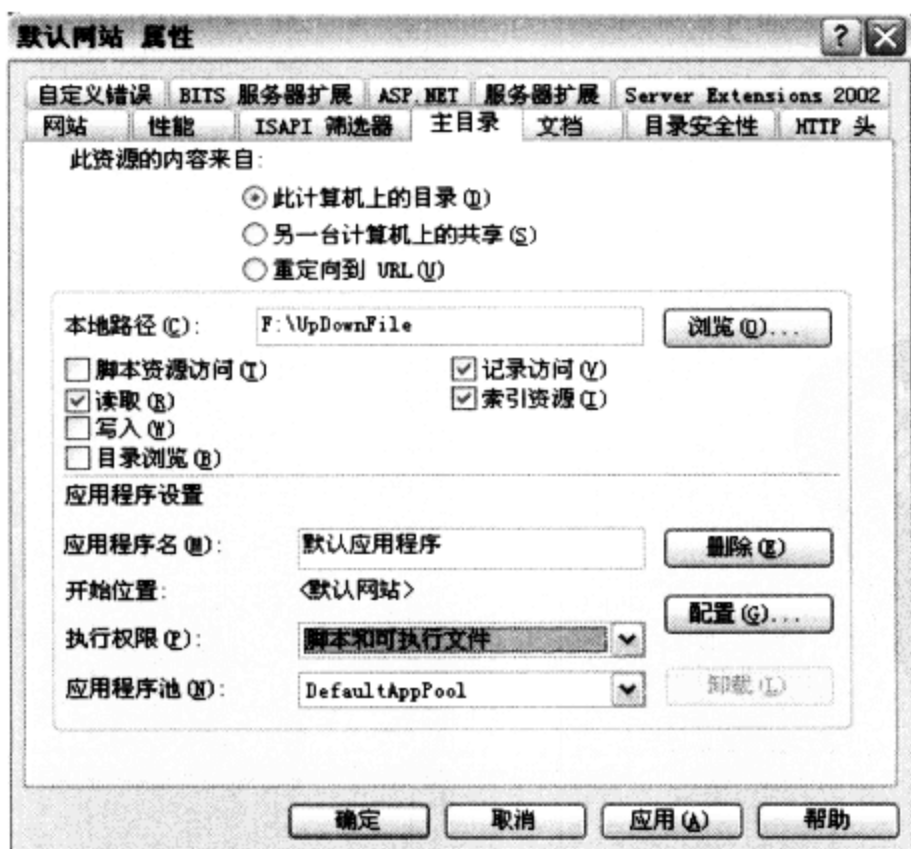 默认网站 属性
自定义错误 BITS 服务器扩展 ASP.NET 服务器扩展 Server Extensions 2002
网站 性能 ISAPI 筛选器 主目录 文档 目录安全性 HTTP 头
此资源的内容来自:
此计算机上的目录(D)
另一台计算机上的共享(S)
重定向到 URL(U)
本地路径(C): F:\UpDownFile 浏览(O)...
脚本资源访问(T) 记录访问(V)
读取(R) 索引资源(I)
写入(W)
目录浏览(B)
应用程序设置
应用程序名(M): 默认应用程序 删除(E)
开始位置: <默认网站>
配置(G)...
执行权限(P): 脚本和可执行文件
应用程序池(N): DefaultAppPool 卸载(L)
确定 取消 应用(A) 帮助